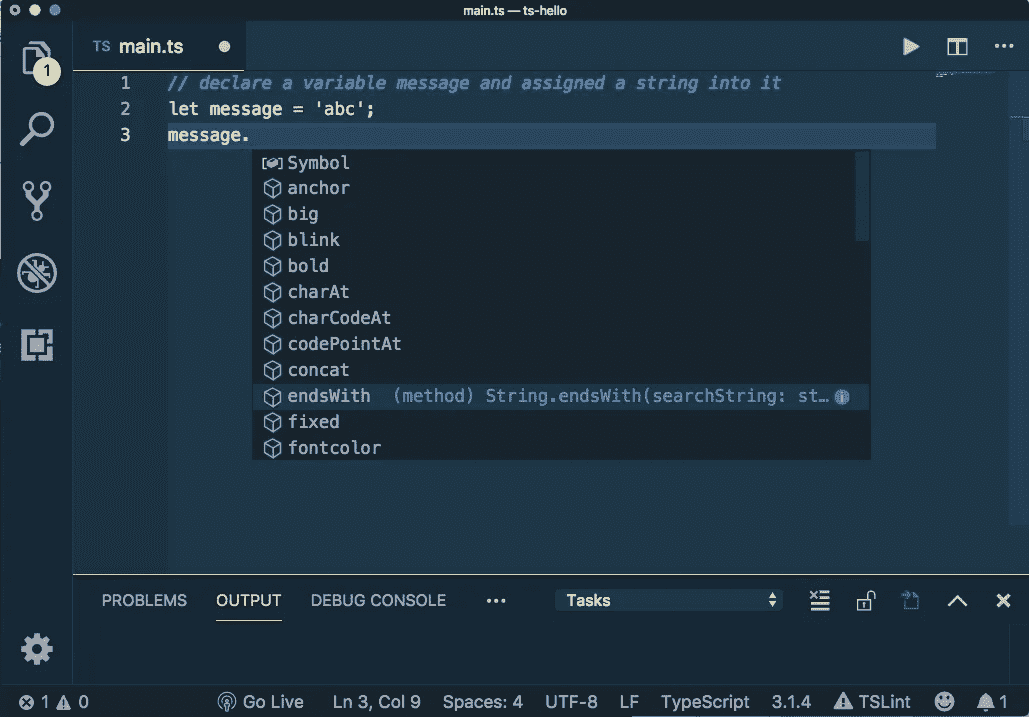 main.ts — ts-hello
TS main.ts
1
1 // declare a variable message and assigned a string into it
2 let message = 'abc';
3 message.
Symbol
anchor
big
blink
bold
charAt
charCodeAt
codePointAt
concat
endsWith (method) String.endsWith(searchString: st…
fixed
fontcolor
PROBLEMS OUTPUT DEBUG CONSOLE ••• Tasks
1 0 Go Live Ln 3, Col 9 Spaces: 4 UTF-8 LF TypeScript 3.1.4 TSLint 1